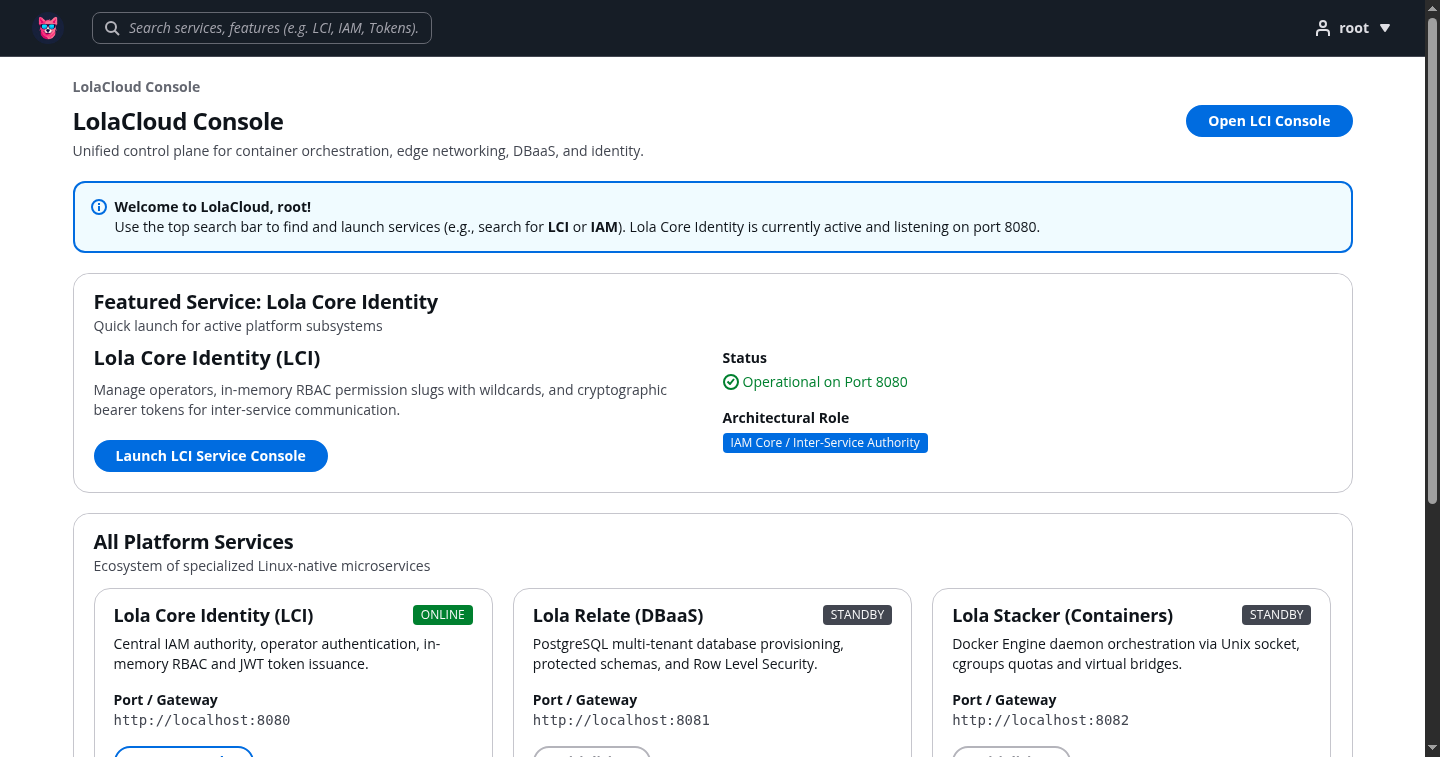 Search services, features (e.g. LCI, IAM, Tokens).
root
LolaCloud Console
LolaCloud Console
Open LCI Console
Unified control plane for container orchestration, edge networking, DBaaS, and identity.
Welcome to LolaCloud, root!
Use the top search bar to find and launch services (e.g., search for LCI or IAM). Lola Core Identity is currently active and listening on port 8080.
Featured Service: Lola Core Identity
Quick launch for active platform subsystems
Lola Core Identity (LCI)
Manage operators, in-memory RBAC permission slugs with wildcards, and cryptographic
bearer tokens for inter-service communication.
Launch LCI Service Console
Status
Operational on Port 8080
Architectural Role
IAM Core / Inter-Service Authority
All Platform Services
Ecosystem of specialized Linux-native microservices
Lola Core Identity (LCI)
ONLINE
Central IAM authority, operator authentication, in-
memory RBAC and JWT token issuance.
Port / Gateway
http://localhost:8080
Lola Relate (DBaaS)
STANDBY
PostgreSQL multi-tenant database provisioning,
protected schemas, and Row Level Security.
Port / Gateway
http://localhost:8081
Lola Stacker (Containers)
STANDBY
Docker Engine daemon orchestration via Unix socket,
cgroups quotas and virtual bridges.
Port / Gateway
http://localhost:8082